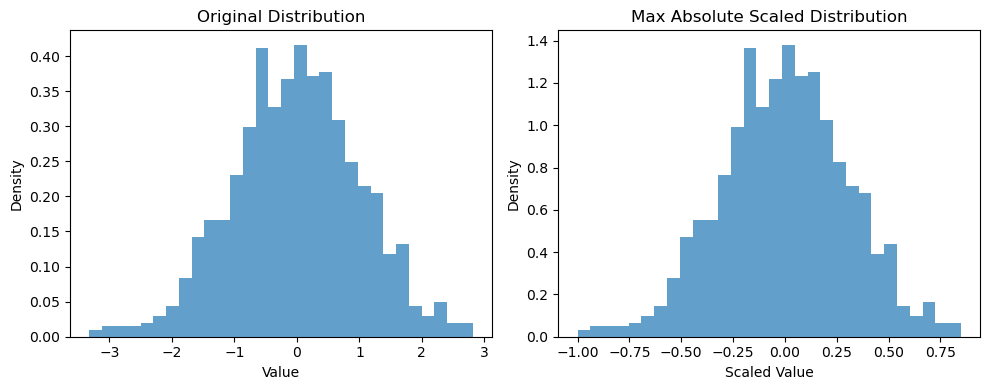 Original Distribution
Density
0.40
0.35
0.30
0.25
0.20
0.15
0.10
0.05
0.00
−3 −2 −1 0 1 2 3
Value
Max Absolute Scaled Distribution
Density
1.4
1.2
1.0
0.8
0.6
0.4
0.2
0.0
−1.00 −0.75 −0.50 −0.25 0.00 0.25 0.50 0.75
Scaled Value